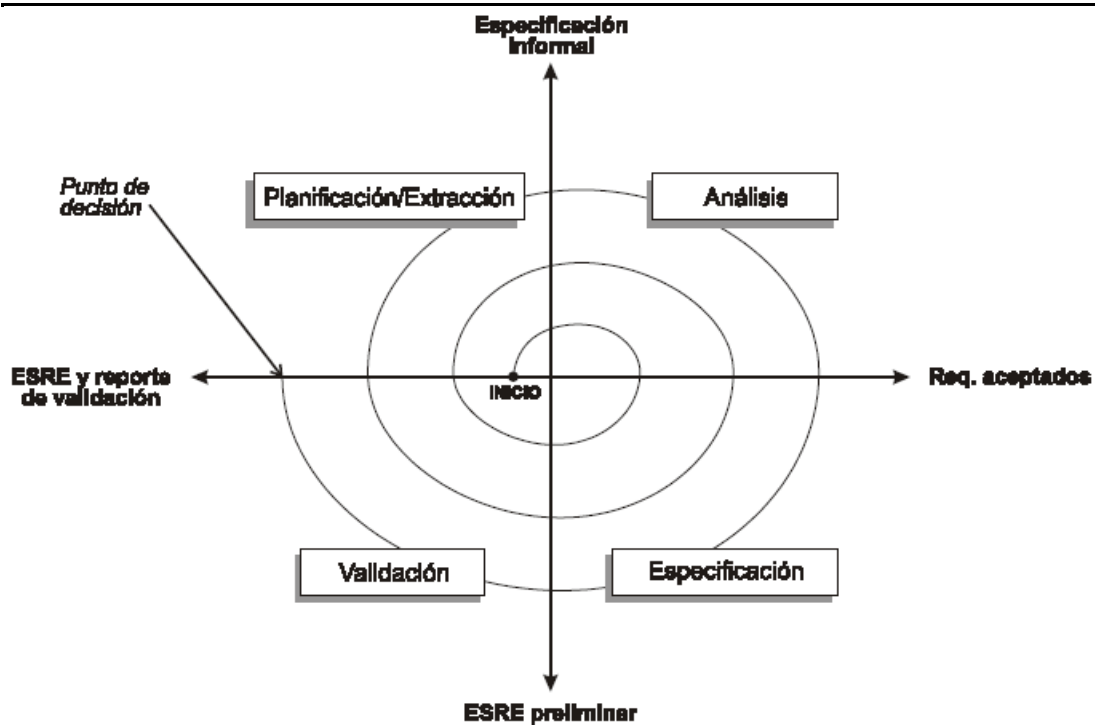 Especificación
informal
Punto de
decisión
Planificación/Extracción
Análisis
ESRE y reporte
de validación
INICIO
Req. aceptados
Validación
Especificación
ESRE preliminar